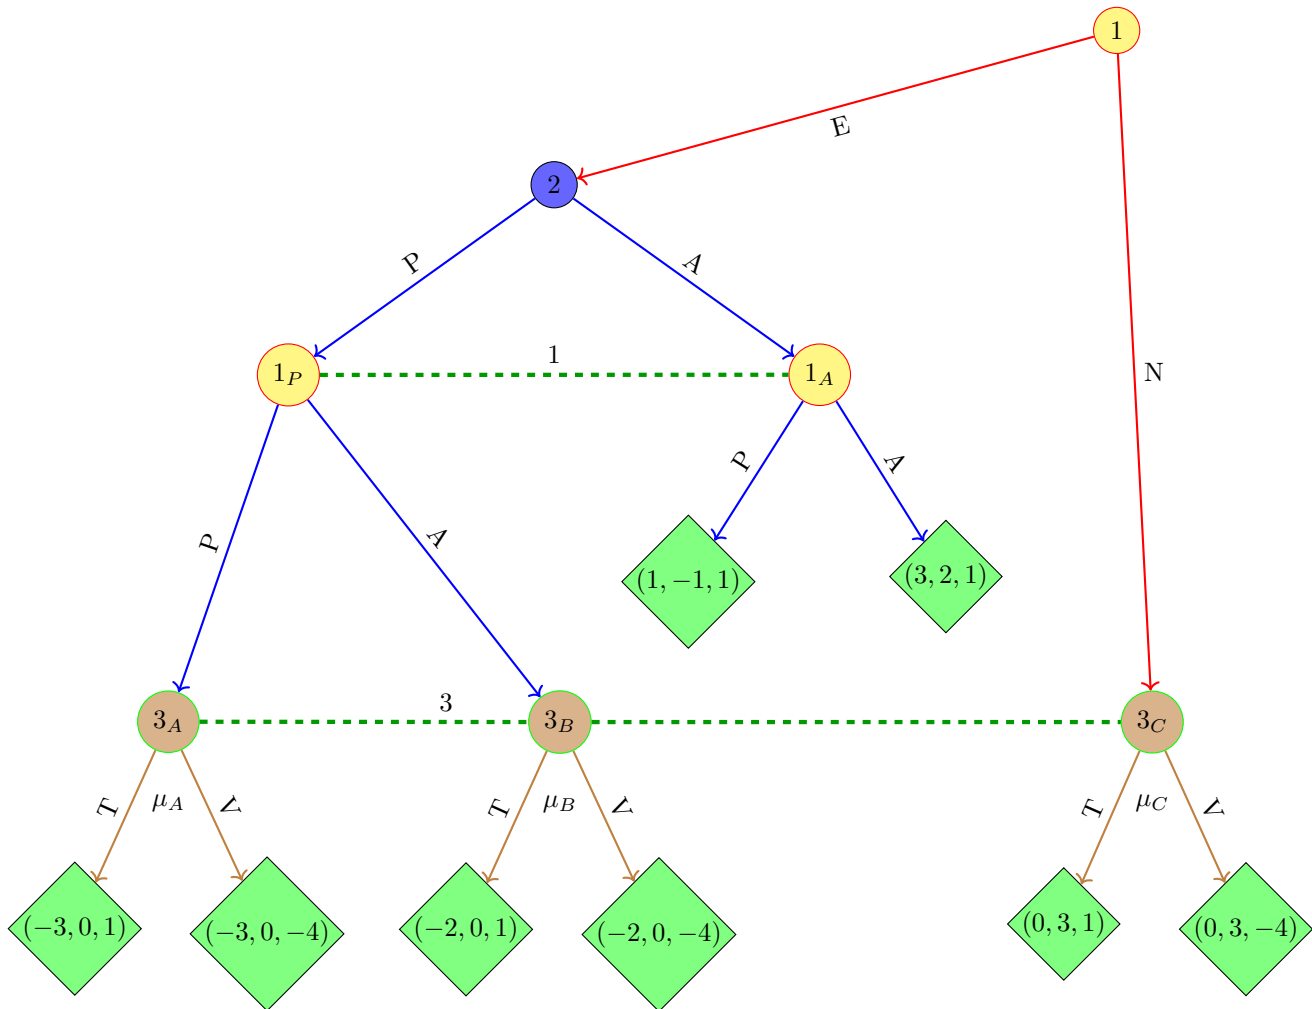 1
E
2
P
A
1
1_P
1_A
N
P
A
P
A
(1, −1, 1)
(3, 2, 1)
3
3_A
3_B
3_C
T
μ_A
V
T
μ_B
V
T
μ_C
V
(−3, 0, 1)
(−3, 0, −4)
(−2, 0, 1)
(−2, 0, −4)
(0, 3, 1)
(0, 3, −4)